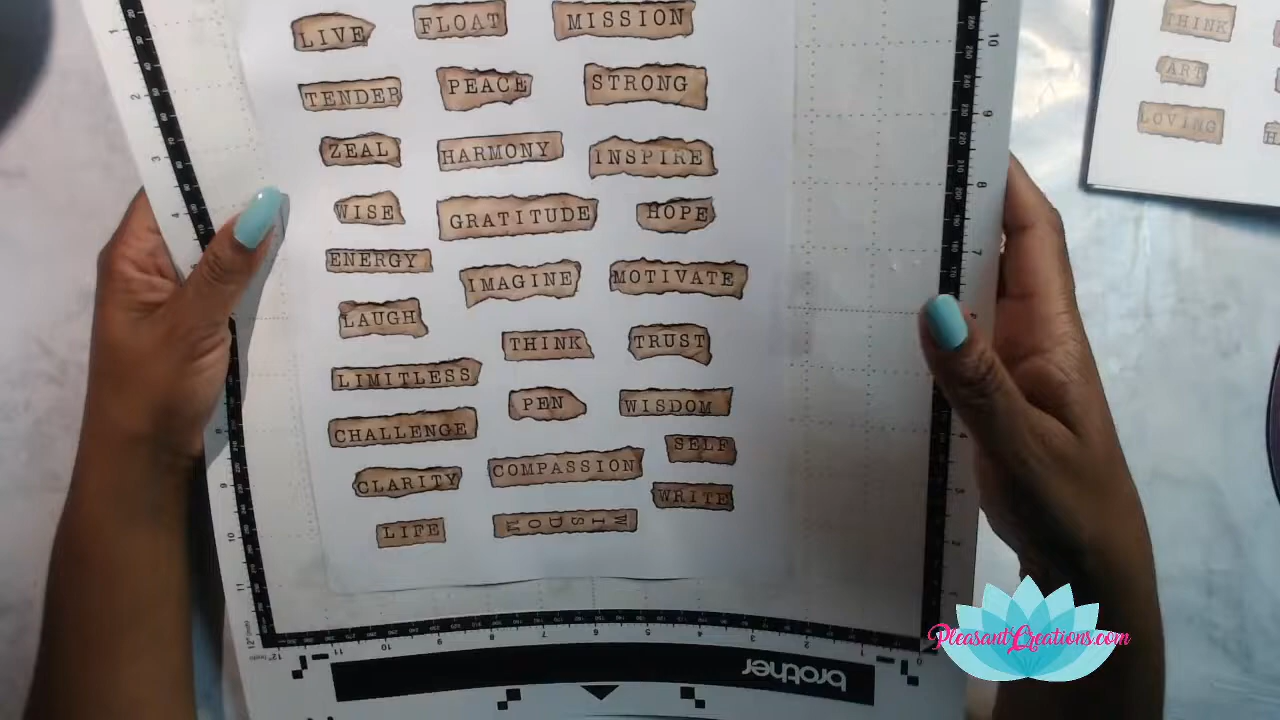 LIVE FLOAT MISSION
TENDER PEACE STRONG
ZEAL HARMONY INSPIRE
WISE GRATITUDE HOPE
ENERGY IMAGINE MOTIVATE
LAUGH THINK TRUST
LIMITLESS PEN WISDOM
CHALLENGE COMPASSION SELF
CLARITY WRITE
LIFE WISDOM
THINK
ART
LOVING
brother
PleasantCreations.com